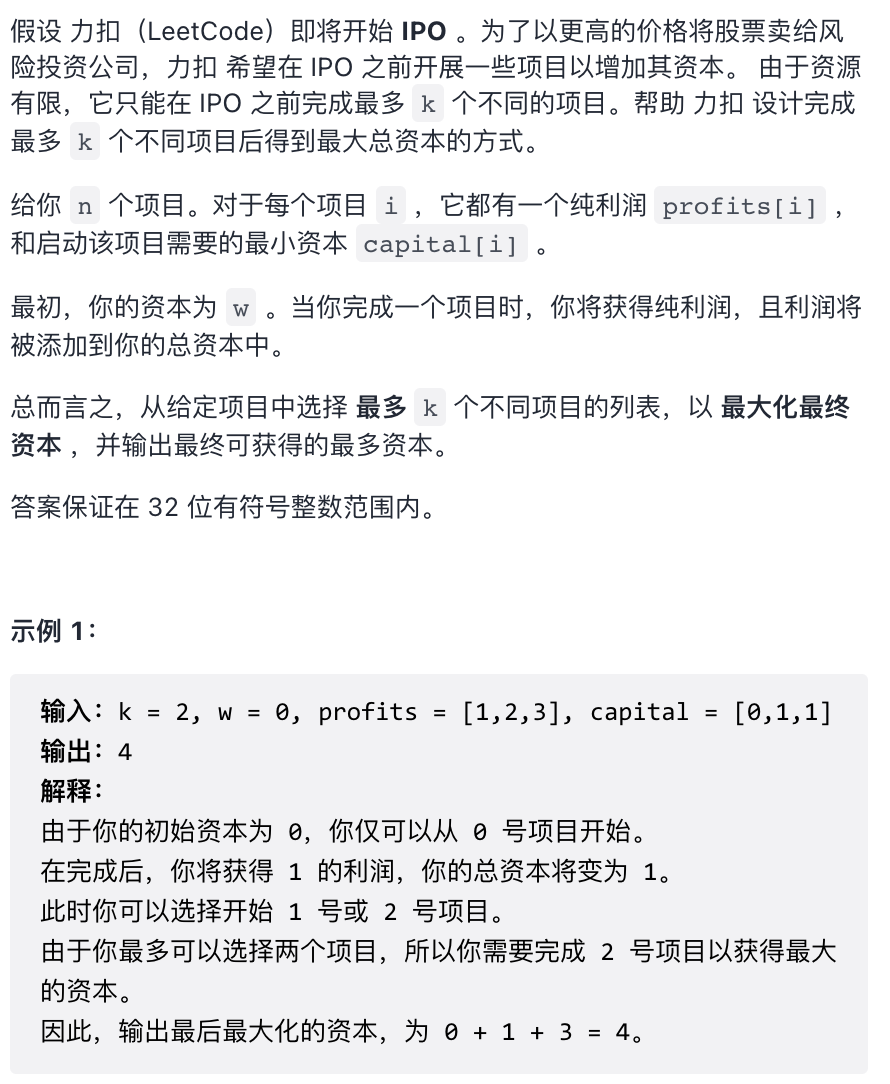 假设 力扣（LeetCode）即将开始 IPO 。为了以更高的价格将股票卖给风
险投资公司，力扣 希望在 IPO 之前开展一些项目以增加其资本。 由于资源
有限，它只能在 IPO 之前完成最多 k 个不同的项目。帮助 力扣 设计完成
最多 k 个不同项目后得到最大总资本的方式。
给你 n 个项目。对于每个项目 i ，它都有一个纯利润 profits[i] ，
和启动该项目需要的最小资本 capital[i] 。
最初，你的资本为 w 。当你完成一个项目时，你将获得纯利润，且利润将
被添加到你的总资本中。
总而言之，从给定项目中选择 最多 k 个不同项目的列表，以 最大化最终
资本 ，并输出最终可获得的最多资本。
答案保证在 32 位有符号整数范围内。
示例 1：
输入：k = 2, w = 0, profits = [1,2,3], capital = [0,1,1]
输出：4
解释：
由于你的初始资本为 0，你仅可以从 0 号项目开始。
在完成后，你将获得 1 的利润，你的总资本将变为 1。
此时你可以选择开始 1 号或 2 号项目。
由于你最多可以选择两个项目，所以你需要完成 2 号项目以获得最大
的资本。
因此，输出最后最大化的资本，为 0 + 1 + 3 = 4。